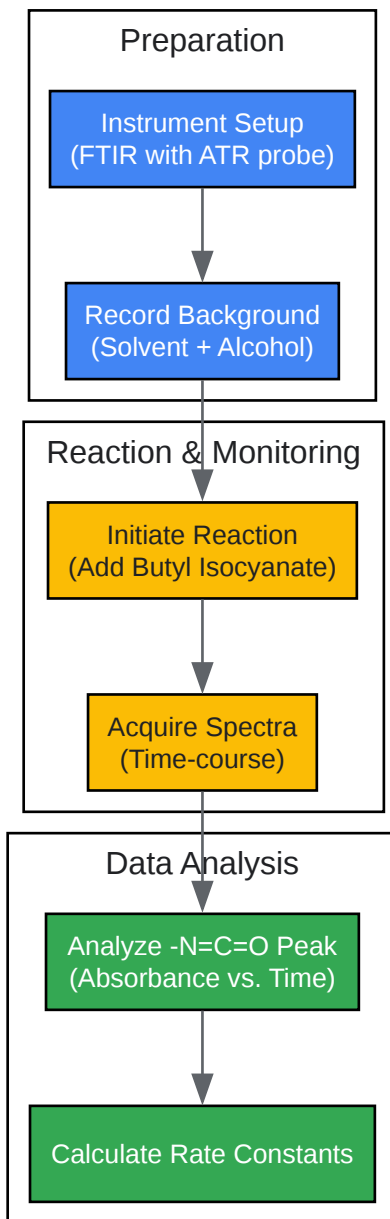 Preparation
Instrument Setup
(FTIR with ATR probe)
Record Background
(Solvent + Alcohol)
Reaction & Monitoring
Initiate Reaction
(Add Butyl Isocyanate)
Acquire Spectra
(Time-course)
Data Analysis
Analyze -N=C=O Peak
(Absorbance vs. Time)
Calculate Rate Constants